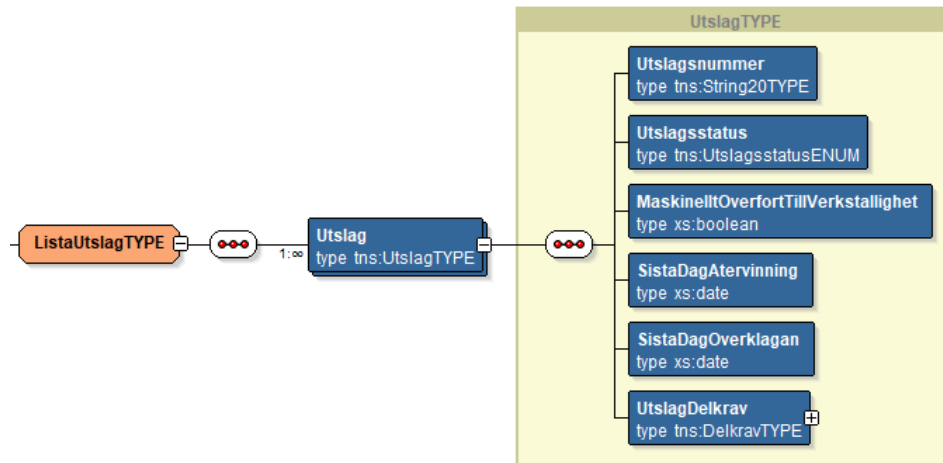 UtslagTYPE
Utslagsnummer
type tns:String20TYPE
Utslagsstatus
type tns:UtslagsstatusENUM
MaskinelltOverfortTillVerkstallighet
type xs:boolean
ListaUtslagTYPE
1:∞
Utslag
type tns:UtslagTYPE
SistaDagAtervinning
type xs:date
SistaDagOverklagan
type xs:date
UtslagDelkrav
type tns:DelkravTYPE